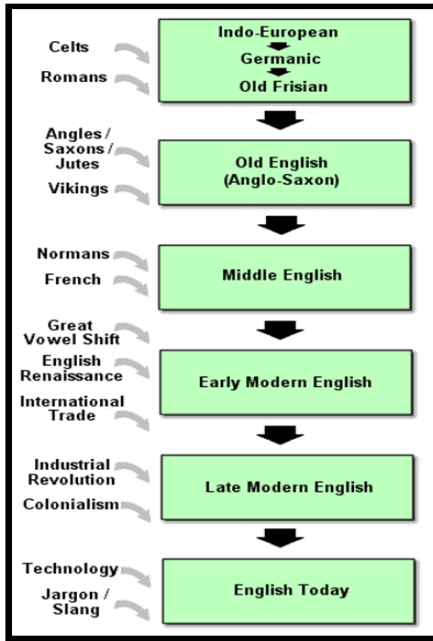 Indo-European
Celts
Germanic
Romans
Old Frisian
Angles /
Saxons /
Jutes
Old English
(Anglo-Saxon)
Vikings
Normans
Middle English
French
Great
Vowel Shift
English
Renaissance
Early Modern English
International
Trade
Industrial
Revolution
Late Modern English
Colonialism
Technology
English Today
Jargon /
Slang